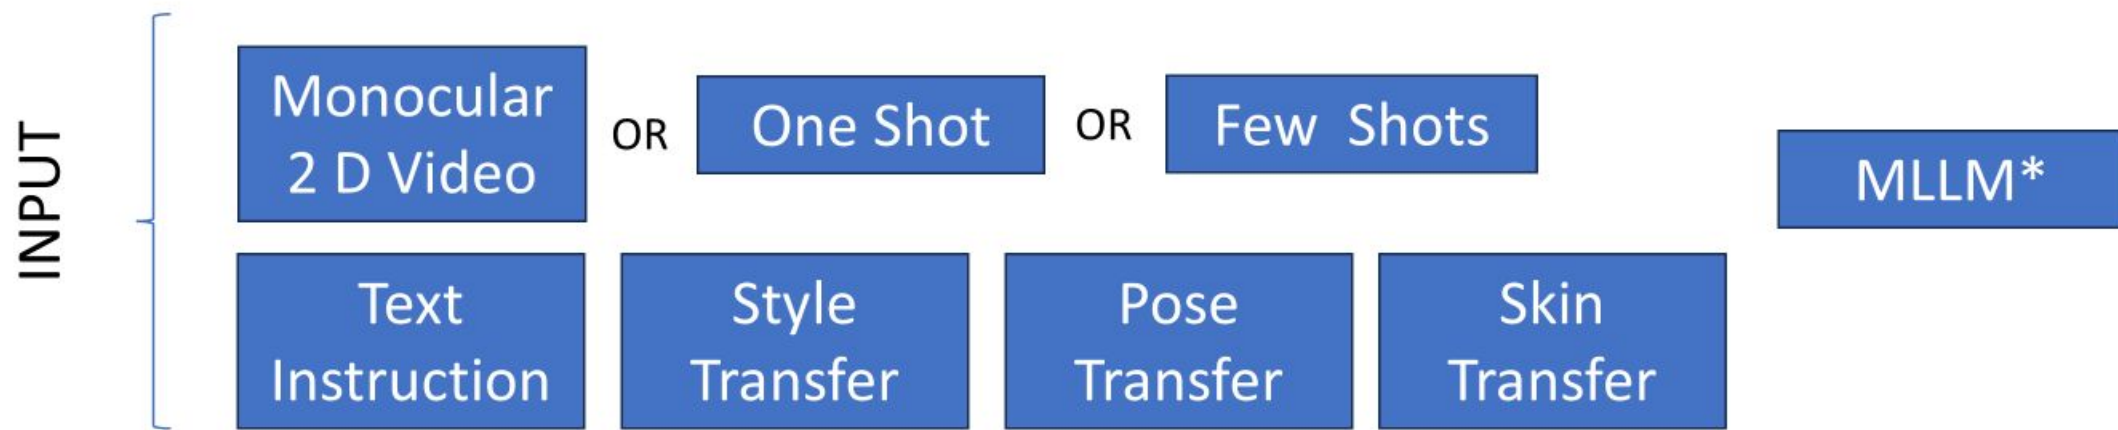 INPUT
Monocular
2 D Video
OR
One Shot
OR
Few  Shots
MLLM*
Text
Instruction
Style
Transfer
Pose
Transfer
Skin
Transfer